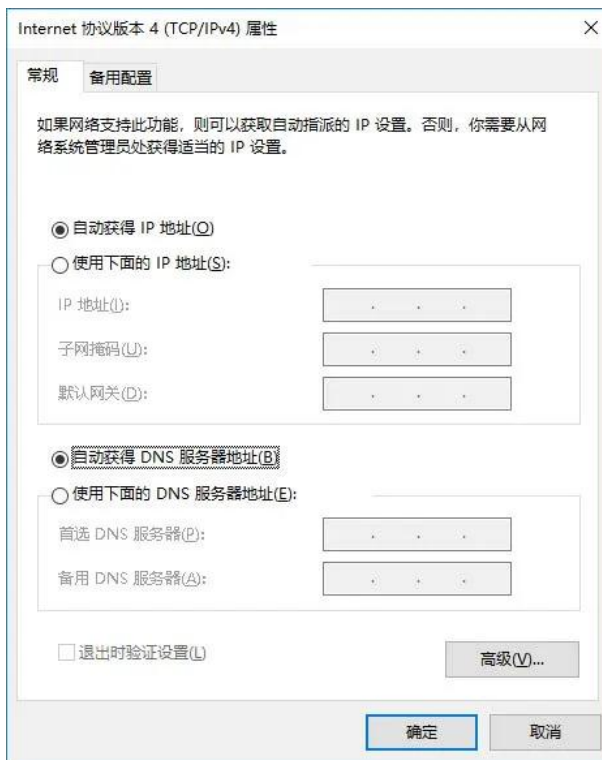 Internet 协议版本 4 (TCP/IPv4) 属性
常规 备用配置
如果网络支持此功能，则可以获取自动指派的 IP 设置。否则，你需要从网
络系统管理员处获得适当的 IP 设置。
自动获得 IP 地址(O)
使用下面的 IP 地址(S):
IP 地址(I):
子网掩码(U):
默认网关(D):
自动获得 DNS 服务器地址(B)
使用下面的 DNS 服务器地址(E):
首选 DNS 服务器(P):
备用 DNS 服务器(A):
退出时验证设置(L)
高级(V)...
确定 取消